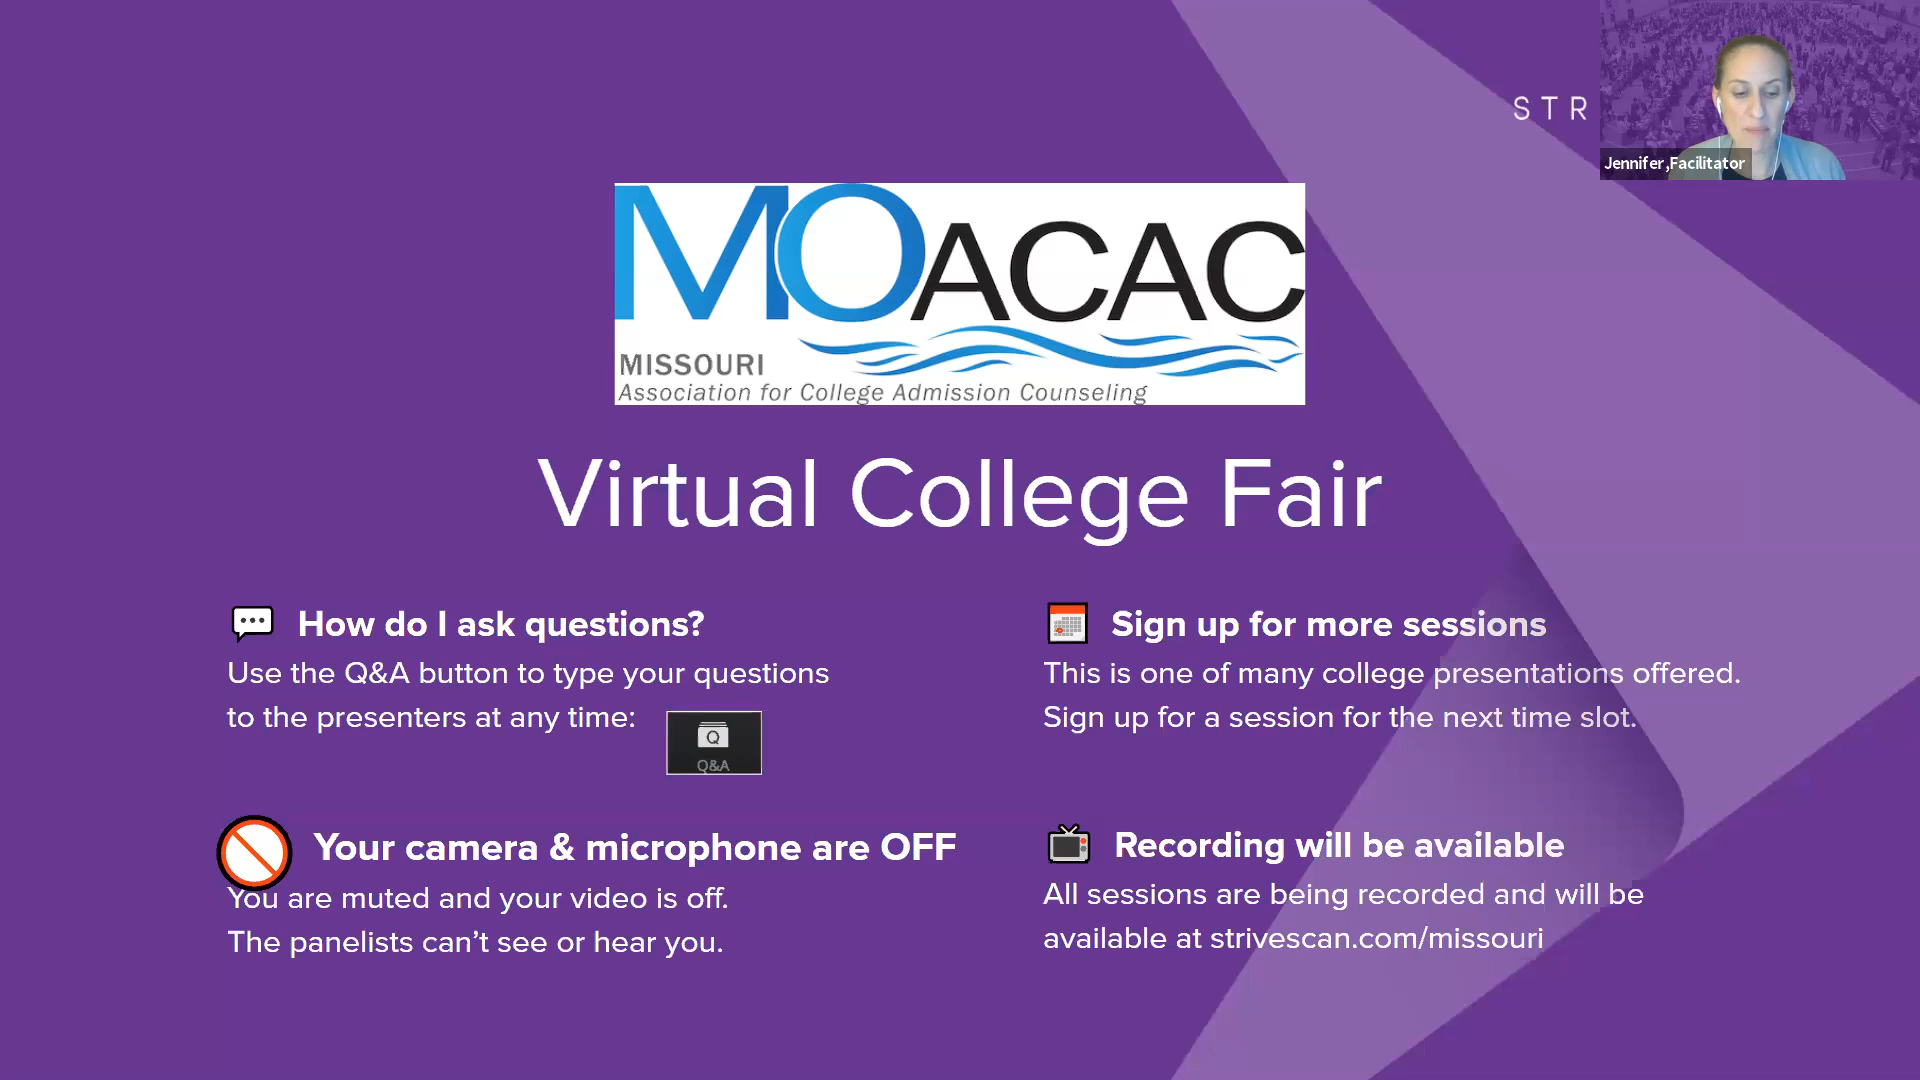 STR
Jennifer,Facilitator
MOACAC
MISSOURI
Association for College Admission Counseling
Virtual College Fair
How do I ask questions?
Use the Q&A button to type your questions
to the presenters at any time:
Q
Q&A
Sign up for more sessions
This is one of many college presentations offered.
Sign up for a session for the next time slot.
Your camera & microphone are OFF
You are muted and your video is off.
The panelists can’t see or hear you.
Recording will be available
All sessions are being recorded and will be
available at strivescan.com/missouri